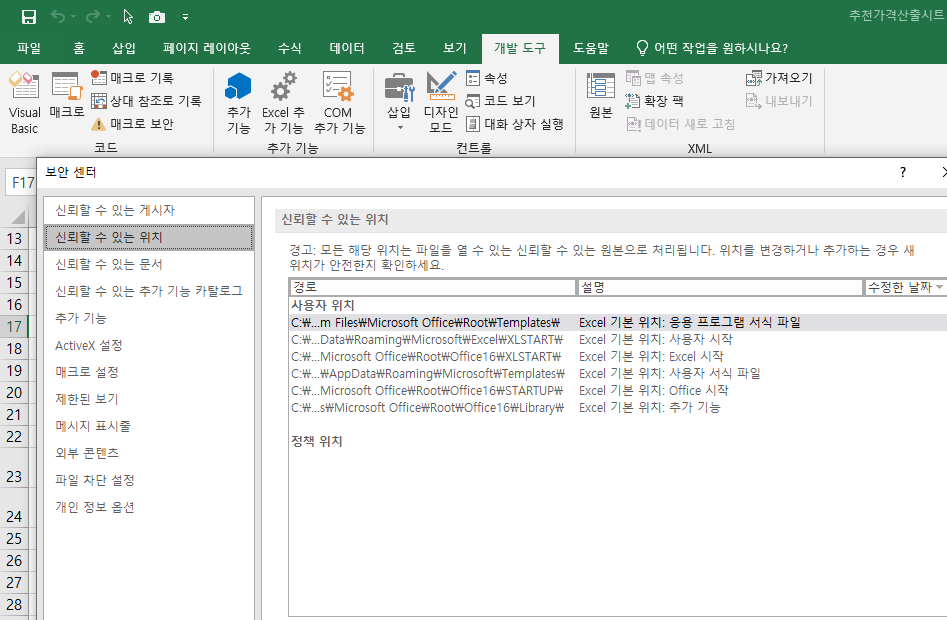 추천가격산출시트
파일 홈 삽입 페이지 레이아웃 수식 데이터 검토 보기 개발 도구 도움말 어떤 작업을 원하시나요?
Visual Basic
매크로
매크로 기록
상대 참조로 기록
매크로 보안
코드
추가 기능
Excel 추가 기능
COM 추가 기능
추가 기능
삽입
디자인 모드
속성
코드 보기
대화 상자 실행
컨트롤
원본
맵 속성
확장 팩
데이터 새로 고침
가져오기
내보내기
XML
F17
13
14
15
16
17
18
19
20
21
22
23
24
25
26
27
28
보안 센터 ?
신뢰할 수 있는 게시자
신뢰할 수 있는 위치
신뢰할 수 있는 문서
신뢰할 수 있는 추가 기능 카탈로그
추가 기능
ActiveX 설정
매크로 설정
제한된 보기
메시지 표시줄
외부 콘텐츠
파일 차단 설정
개인 정보 옵션
신뢰할 수 있는 위치
경고: 모든 해당 위치는 파일을 열 수 있는 신뢰할 수 있는 원본으로 처리됩니다. 위치를 변경하거나 추가하는 경우 새
위치가 안전한지 확인하세요.
경로 설명 수정한 날짜
사용자 위치
C:₩...m Files₩Microsoft Office₩Root₩Templates₩ Excel 기본 위치: 응용 프로그램 서식 파일
C:₩...Data₩Roaming₩Microsoft₩Excel₩XLSTART₩ Excel 기본 위치: 사용자 시작
C:₩...Microsoft Office₩Root₩Office16₩XLSTART₩ Excel 기본 위치: Excel 시작
C:₩...₩AppData₩Roaming₩Microsoft₩Templates₩ Excel 기본 위치: 사용자 서식 파일
C:₩...Microsoft Office₩Root₩Office16₩STARTUP₩ Excel 기본 위치: Office 시작
C:₩...s₩Microsoft Office₩Root₩Office16₩Library₩ Excel 기본 위치: 추가 기능
정책 위치